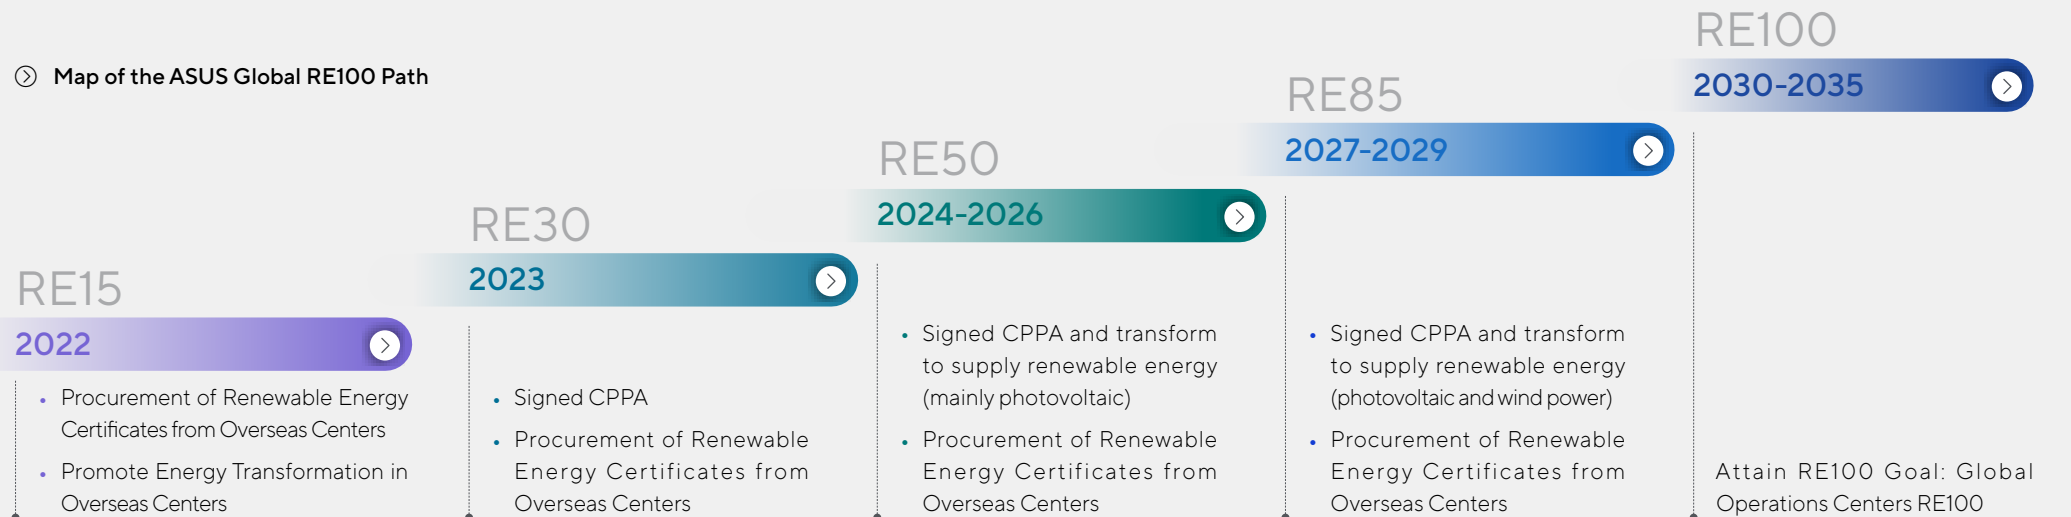 Map of the ASUS Global RE100 Path
RE15
2022
Procurement of Renewable Energy
Certificates from Overseas Centers
Promote Energy Transformation in
Overseas Centers
RE30
2023
Signed CPPA
Procurement of Renewable
Energy Certificates from
Overseas Centers
RE50
2024-2026
Signed CPPA and transform
to supply renewable energy
(mainly photovoltaic)
Procurement of Renewable
Energy Certificates from
Overseas Centers
RE85
2027-2029
Signed CPPA and transform
to supply renewable energy
(photovoltaic and wind power)
Procurement of Renewable
Energy Certificates from
Overseas Centers
RE100
2030-2035
Attain RE100 Goal: Global
Operations Centers RE100